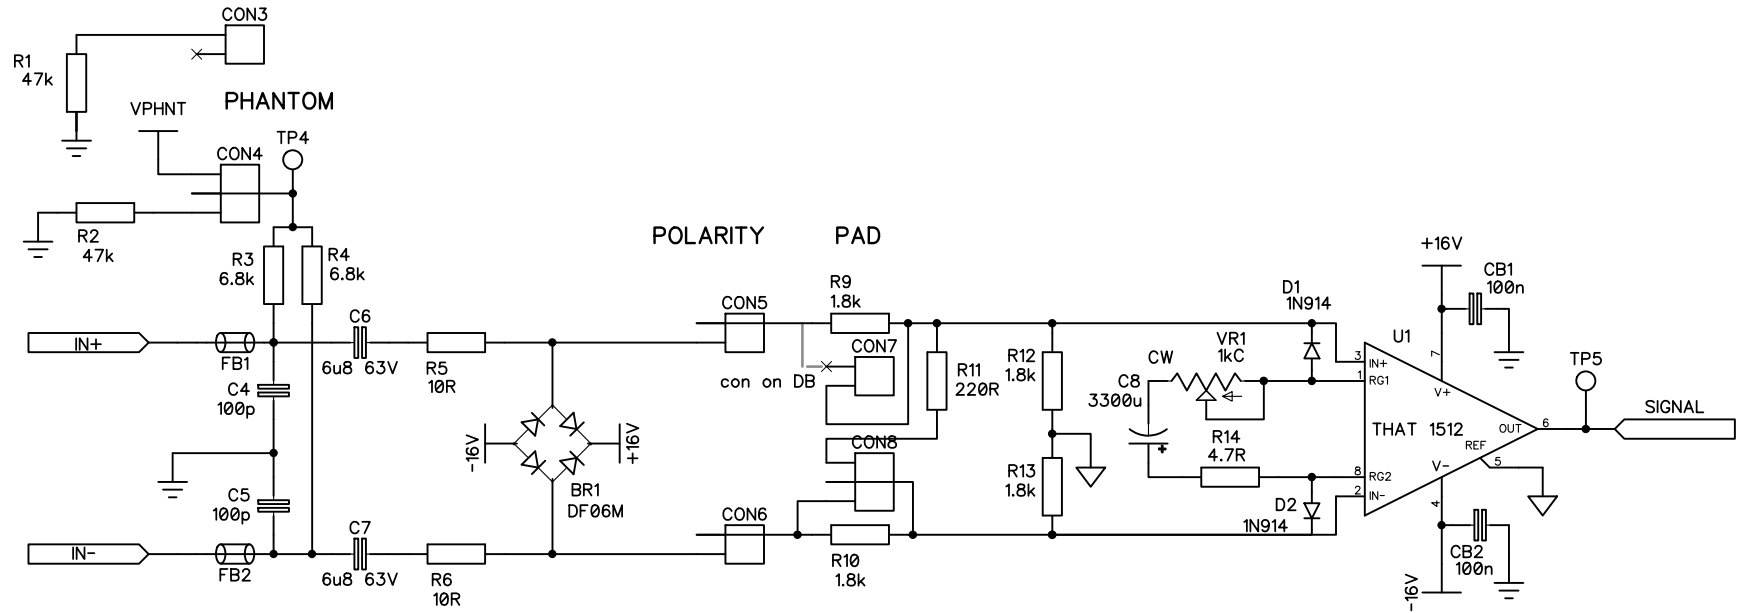 CON3
R1
47k
PHANTOM
VPHNT
TP4
CON4
R2
47k
R3
6.8k
R4
6.8k
IN+
FB1
C6
6u8 63V
R5
10R
C4
100p
C5
100p
IN-
FB2
C7
6u8 63V
R6
10R
-16V
+16V
BR1
DF06M
POLARITY
PAD
CON5
R9
1.8k
CON7
con on DB
R11
220R
CON8
CON6
R10
1.8k
R12
1.8k
R13
1.8k
D1
1N914
VR1
1kC
CW
C8
3300u
+
R14
4.7R
D2
1N914
+16V
CB1
100n
U1
7
3
IN+
1
RG1
V+
THAT 1512
OUT
6
REF
5
V-
8
RG2
2
IN-
4
TP5
SIGNAL
CB2
100n
-16V